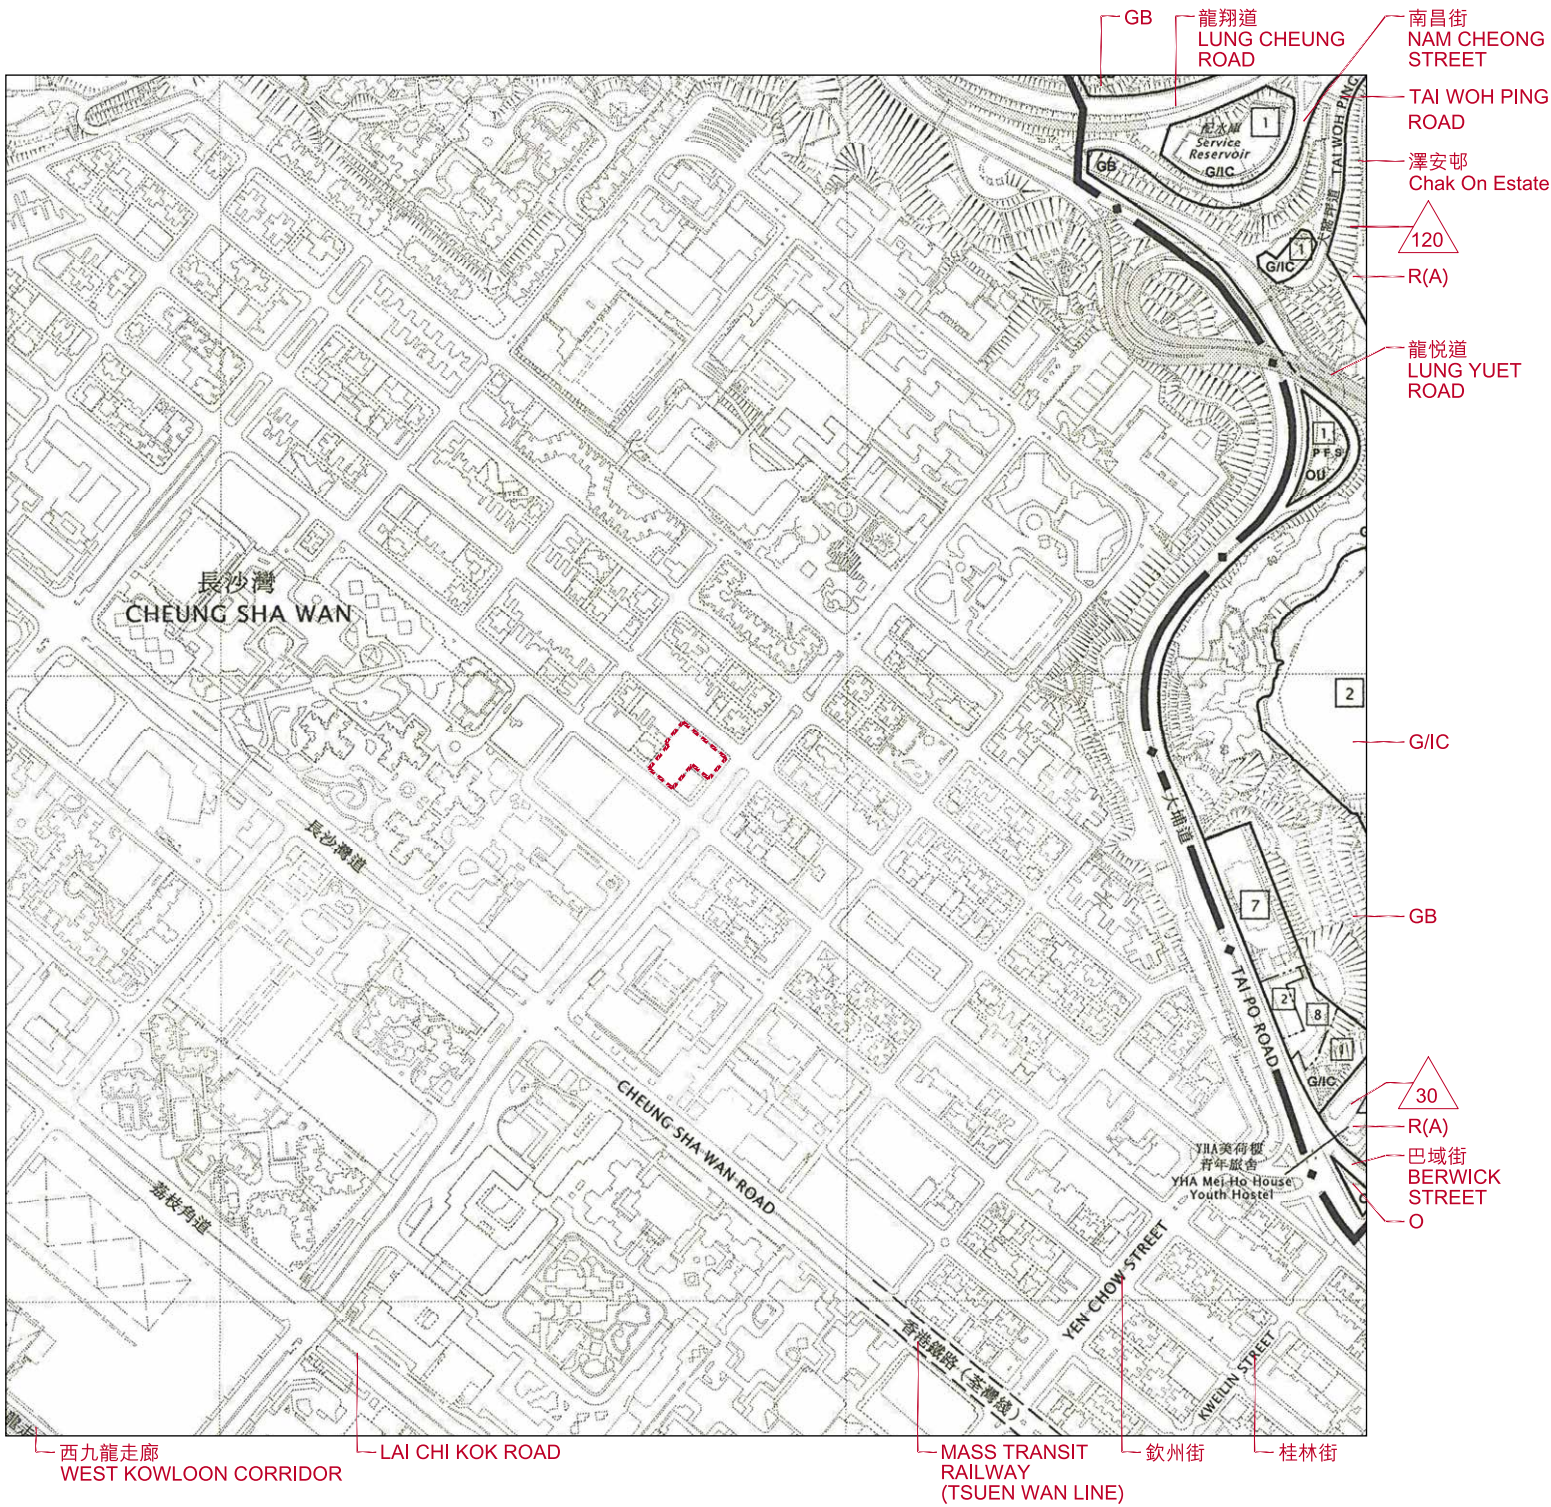 GB
龍翔道
LUNG CHEUNG
ROAD
南昌街
NAM CHEONG
STREET
TAI WOH PING
ROAD
澤安邨
Chak On Estate
120
R(A)
龍悦道
LUNG YUET
ROAD
G/IC
GB
30
R(A)
巴域街
BERWICK
STREET
O
配水庫
Service
Reservoir
G/IC
1
GB
TAI WOH PING
1
G/IC
1
P F S
OU
長沙灣
CHEUNG SHA WAN
2
大埔道
TAI PO ROAD
7
2
8
G/IC
長沙灣道
CHEUNG SHA WAN ROAD
荔枝角道
YHA美荷樓
青年旅舍
YHA Mei Ho House
Youth Hostel
YEN CHOW STREET
KWEILIN STREET
香港鐵路 (荃灣綫)
西九龍走廊
WEST KOWLOON CORRIDOR
LAI CHI KOK ROAD
MASS TRANSIT
RAILWAY
(TSUEN WAN LINE)
欽州街
桂林街